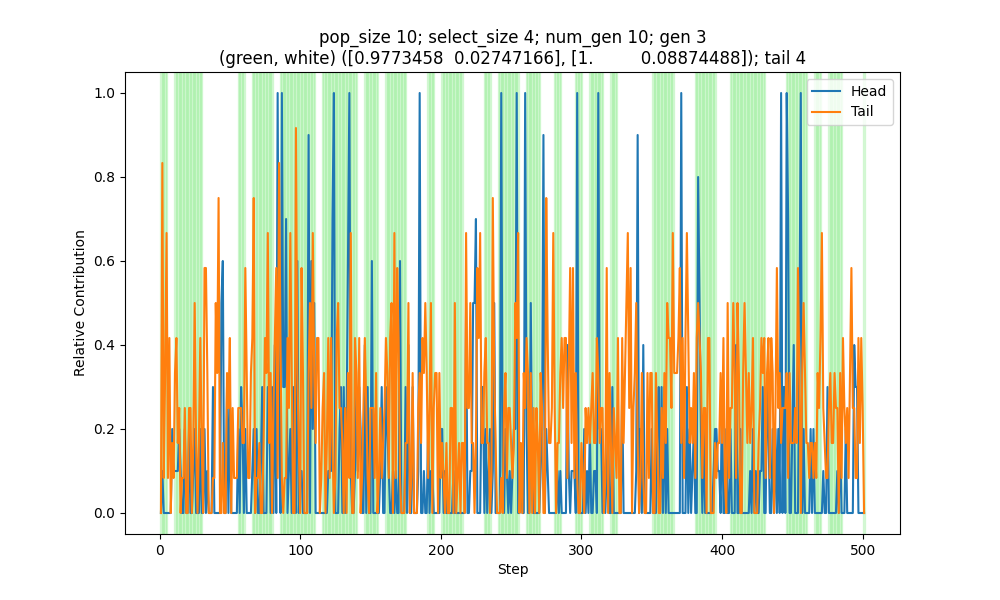 pop_size 10; select_size 4; num_gen 10; gen 3
(green, white) ([0.9773458  0.02747166], [1.         0.08874488]); tail 4
Head
Tail
Relative Contribution
1.0
0.8
0.6
0.4
0.2
0.0
0 100 200 300 400 500
Step